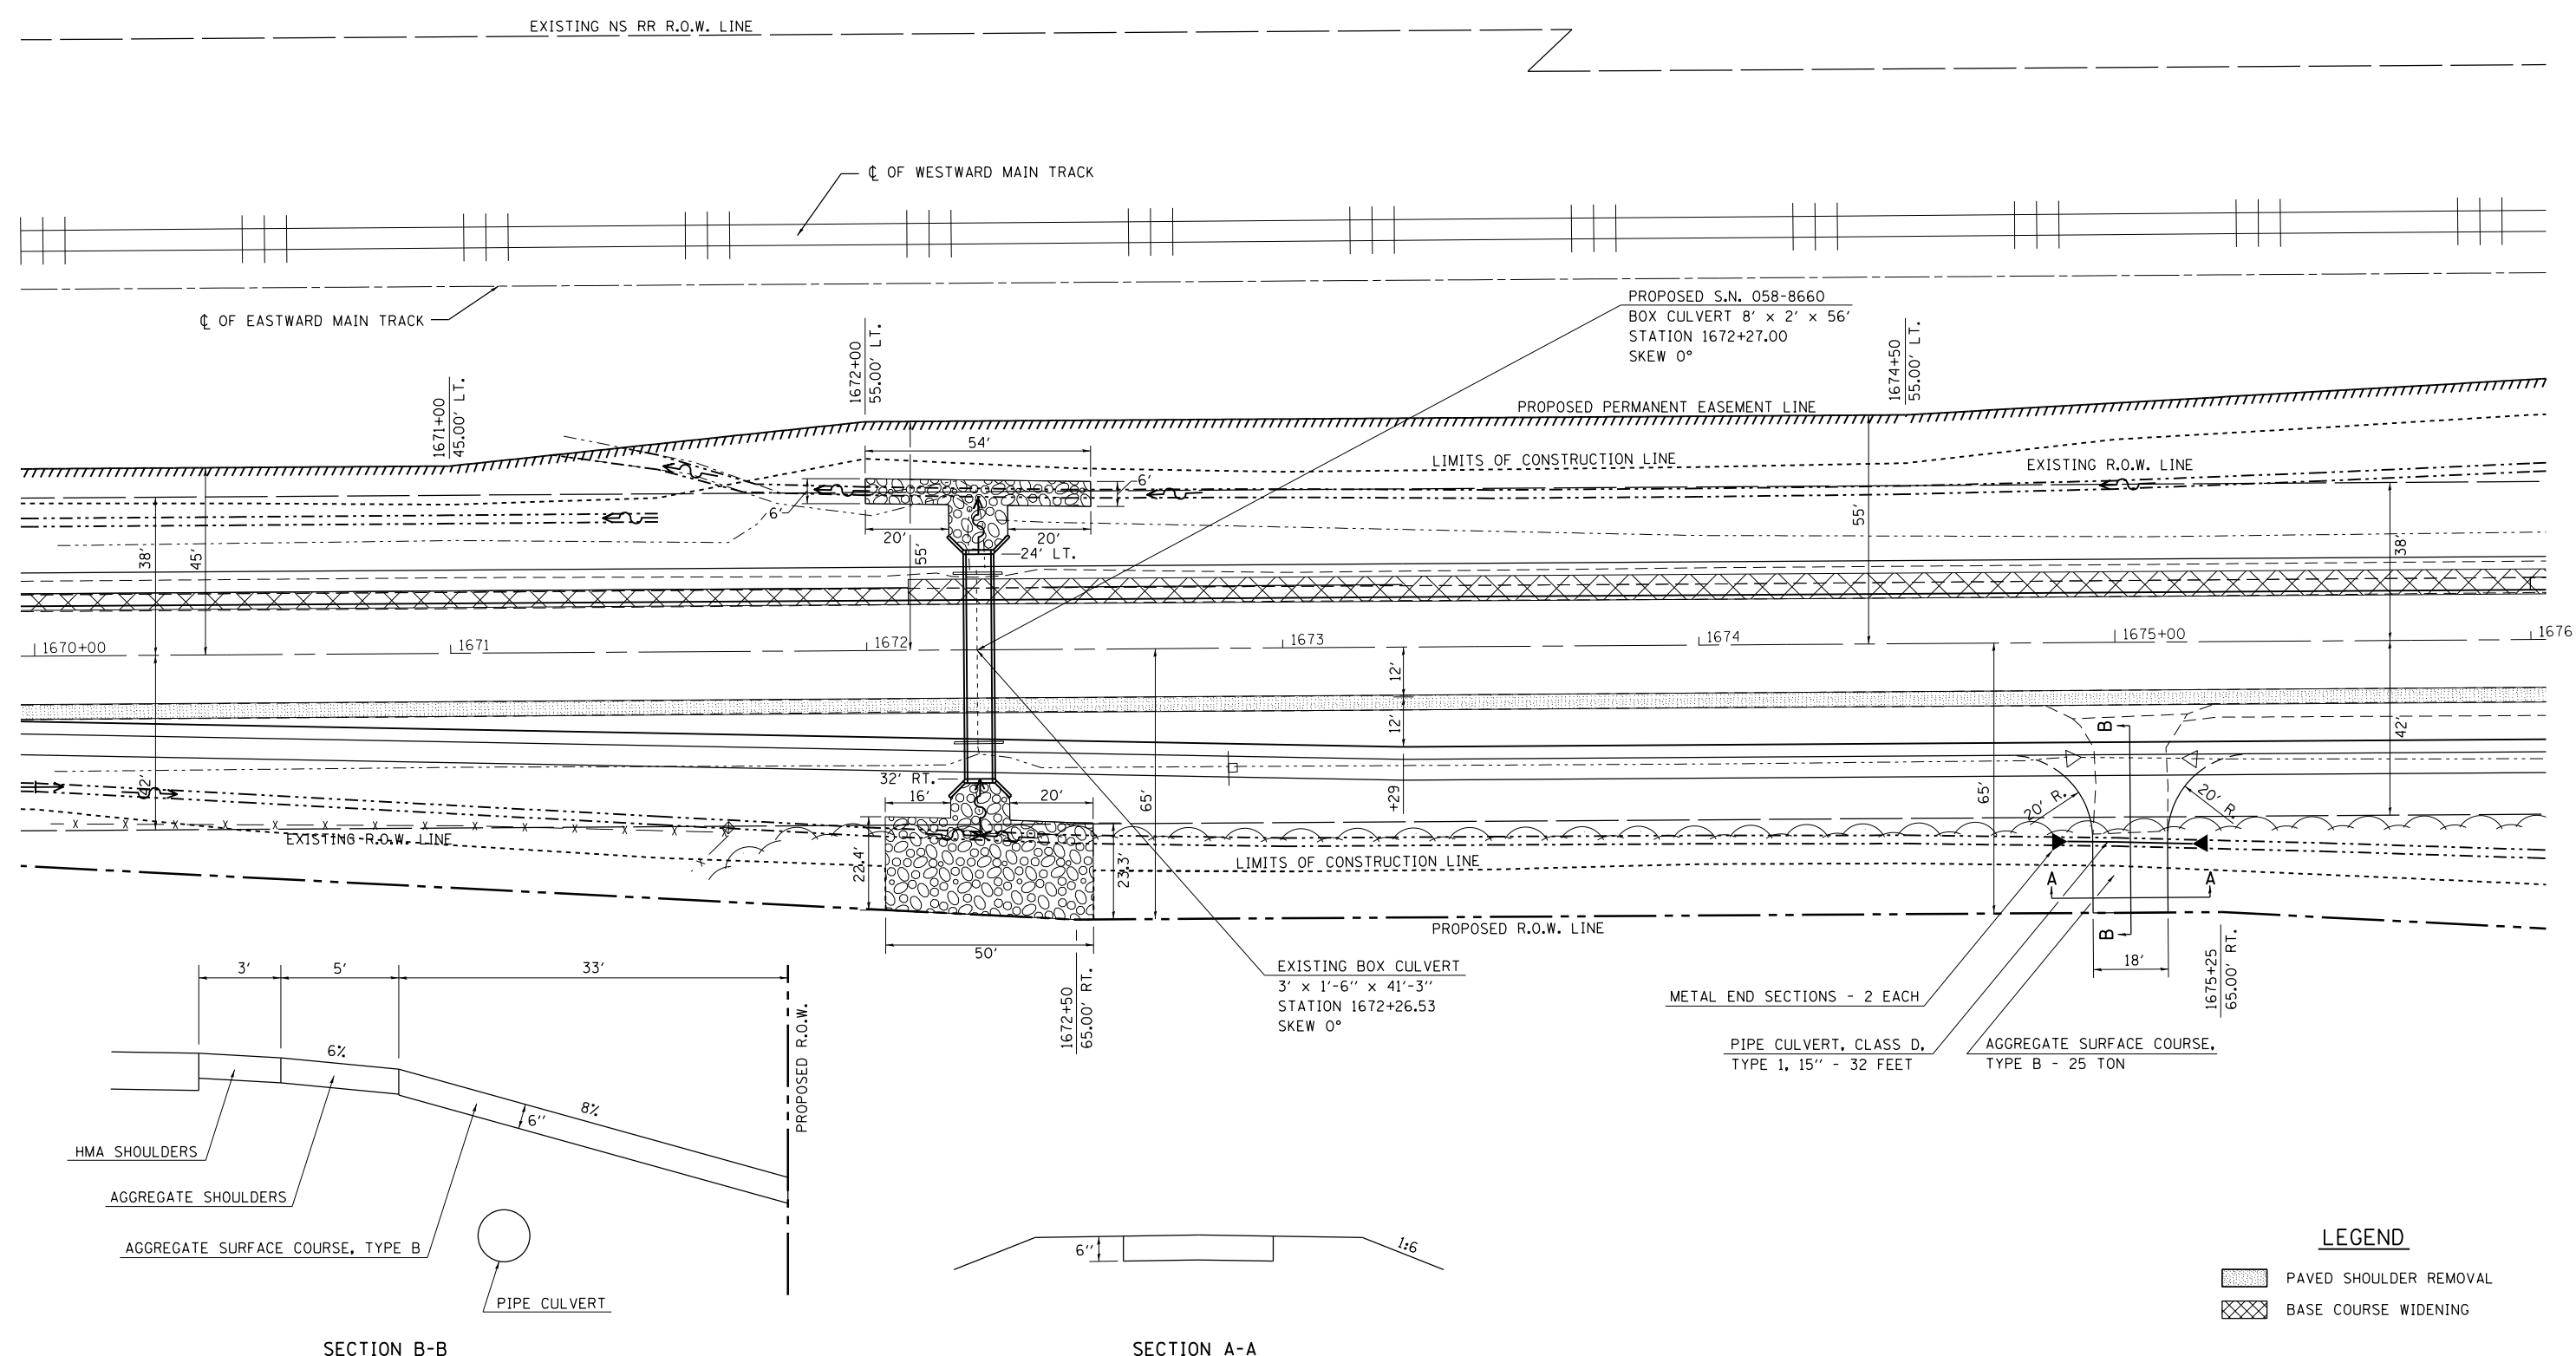 EXISTING NS RR R.O.W. LINE
℄ OF WESTWARD MAIN TRACK
℄ OF EASTWARD MAIN TRACK
PROPOSED S.N. 058-8660
BOX CULVERT 8' x 2' x 56'
STATION 1672+27.00
SKEW 0°
1671+00
45.00' LT.
1672+00
55.00' LT.
1674+50
55.00' LT.
PROPOSED PERMANENT EASEMENT LINE
54'
LIMITS OF CONSTRUCTION LINE
EXISTING R.O.W. LINE
6'
6'
20'
20'
24' LT.
38'
45'
55'
55'
38'
1670+00
1671
1672
1673
1674
1675+00
1676
12'
12'
+29
42'
42'
32' RT.
16'
20'
65'
65'
B
20' R.
20' R.
X X X X X X X X X X X X X
EXISTING R.O.W. LINE
22.4'
23.3'
LIMITS OF CONSTRUCTION LINE
A
A
B
PROPOSED R.O.W. LINE
50'
18'
1672+50
65.00' RT.
1675+25
65.00' RT.
EXISTING BOX CULVERT
3' x 1'-6" x 41'-3"
STATION 1672+26.53
SKEW 0°
METAL END SECTIONS - 2 EACH
PIPE CULVERT, CLASS D,
TYPE 1, 15" - 32 FEET
AGGREGATE SURFACE COURSE,
TYPE B - 25 TON
3'
5'
33'
PROPOSED R.O.W.
6%
8%
6"
HMA SHOULDERS
AGGREGATE SHOULDERS
AGGREGATE SURFACE COURSE, TYPE B
PIPE CULVERT
SECTION B-B
6"
1:6
SECTION A-A
LEGEND
PAVED SHOULDER REMOVAL
BASE COURSE WIDENING